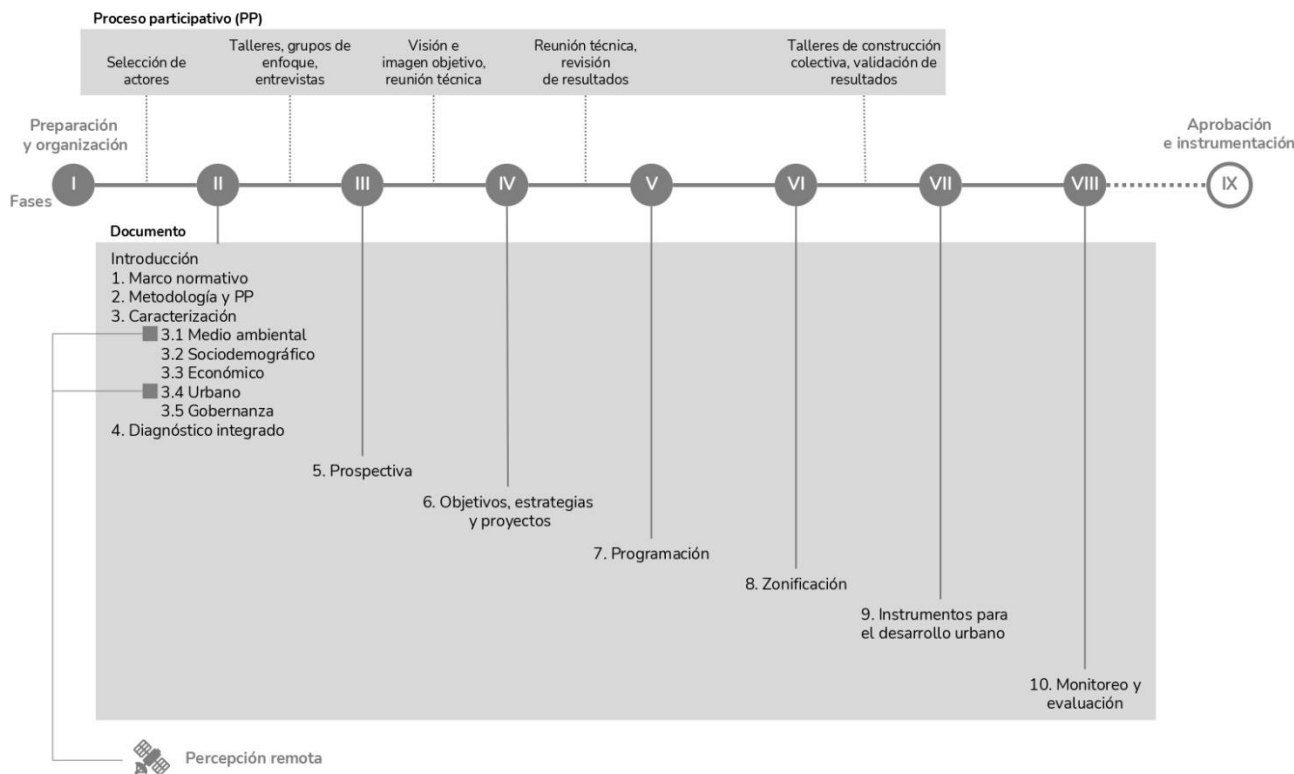 Proceso participativo (PP)
Selección de
actores
Talleres, grupos de
enfoque,
entrevistas
Visión e
imagen objetivo,
reunión técnica
Reunión técnica,
revisión
de resultados
Talleres de construcción
colectiva, validación de
resultados
Preparación
y organización
Aprobación
e instrumentación
Fases
I
II
III
IV
V
VI
VII
VIII
IX
Documento
Introducción
1. Marco normativo
2. Metodología y PP
3. Caracterización
3.1 Medio ambiental
3.2 Sociodemográfico
3.3 Económico
3.4 Urbano
3.5 Gobernanza
4. Diagnóstico integrado
5. Prospectiva
6. Objetivos, estrategias
y proyectos
7. Programación
8. Zonificación
9. Instrumentos para
el desarrollo urbano
10. Monitoreo y
evaluación
Percepción remota